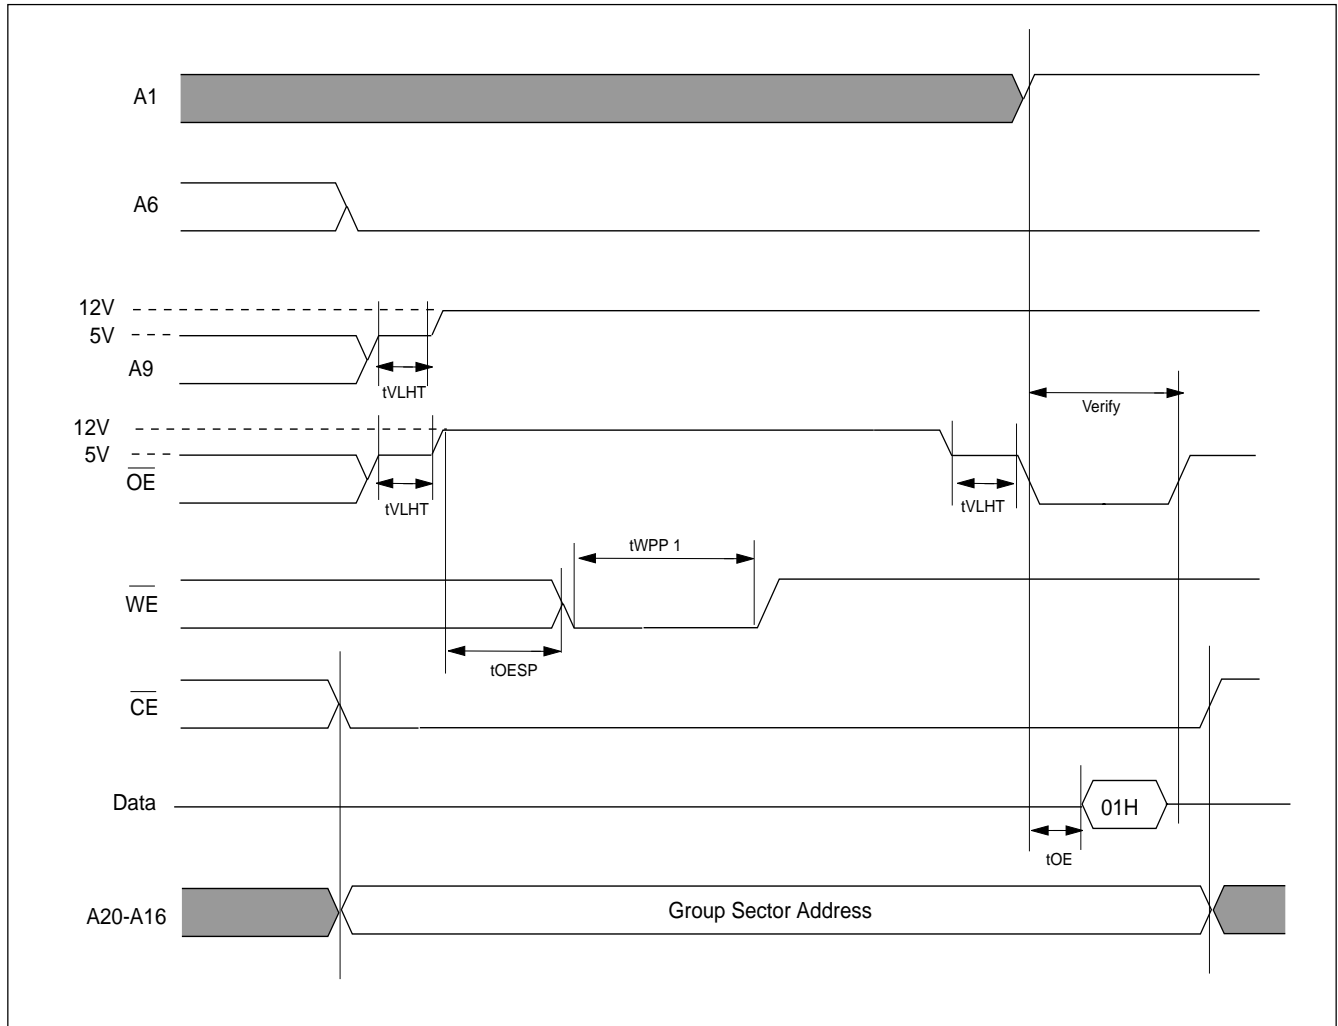 A1
A6
12V
5V
A9
tVLHT
Verify
12V
5V
OE
tVLHT
tVLHT
tWPP 1
WE
tOESP
CE
Data
01H
tOE
A20-A16
Group Sector Address